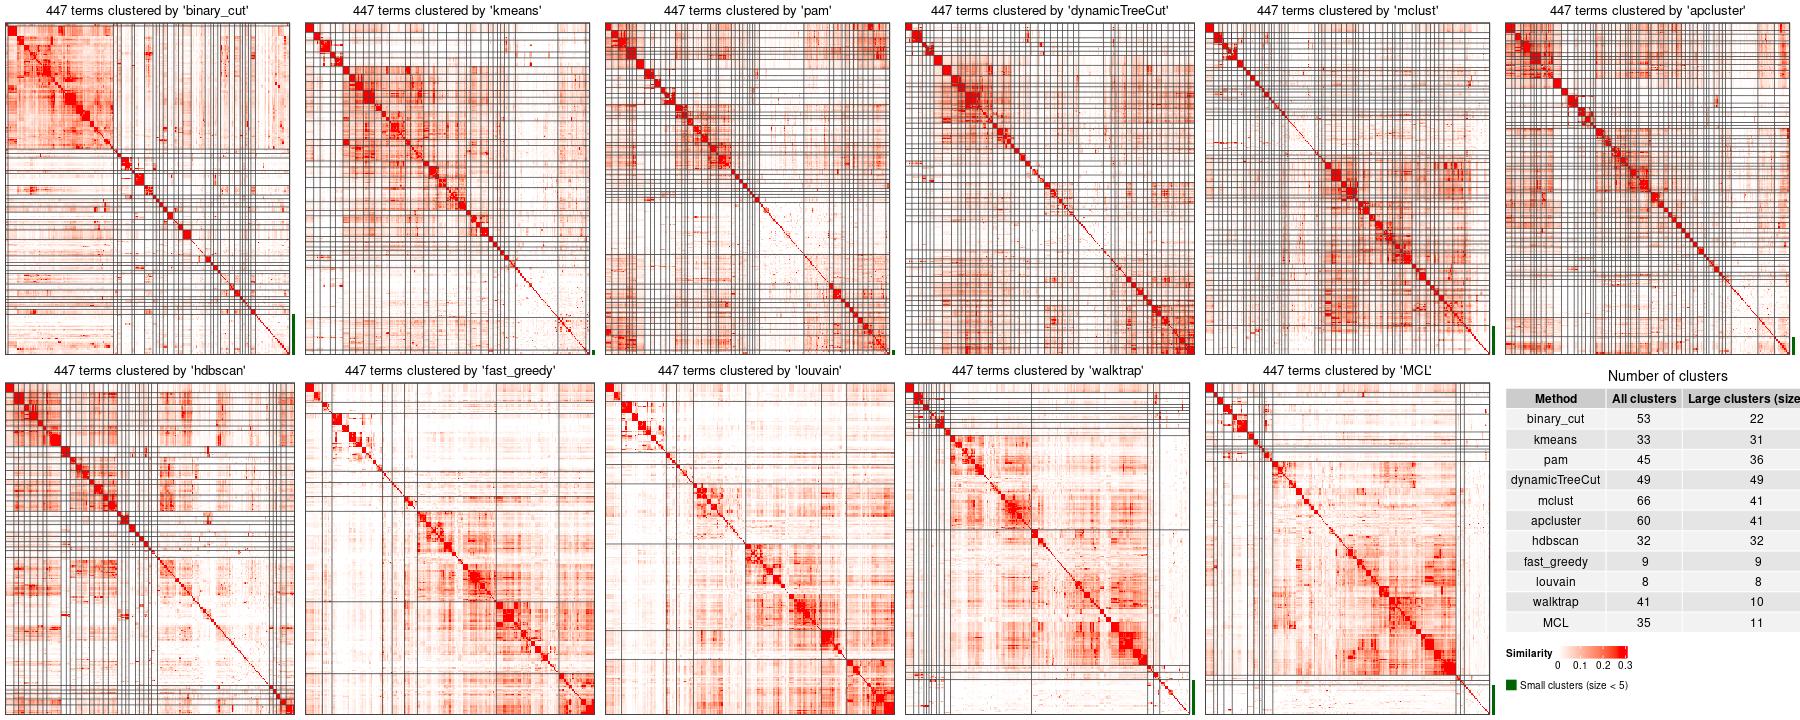 447 terms clustered by 'binary_cut'
447 terms clustered by 'kmeans'
447 terms clustered by 'pam'
447 terms clustered by 'dynamicTreeCut'
447 terms clustered by 'mclust'
447 terms clustered by 'apcluster'
447 terms clustered by 'hdbscan'
447 terms clustered by 'fast_greedy'
447 terms clustered by 'louvain'
447 terms clustered by 'walktrap'
447 terms clustered by 'MCL'
Number of clusters
Method All clusters Large clusters (size
binary_cut 53 22
kmeans 33 31
pam 45 36
dynamicTreeCut 49 49
mclust 66 41
apcluster 60 41
hdbscan 32 32
fast_greedy 9 9
louvain 8 8
walktrap 41 10
MCL 35 11
Similarity
0 0.1 0.2 0.3
Small clusters (size < 5)